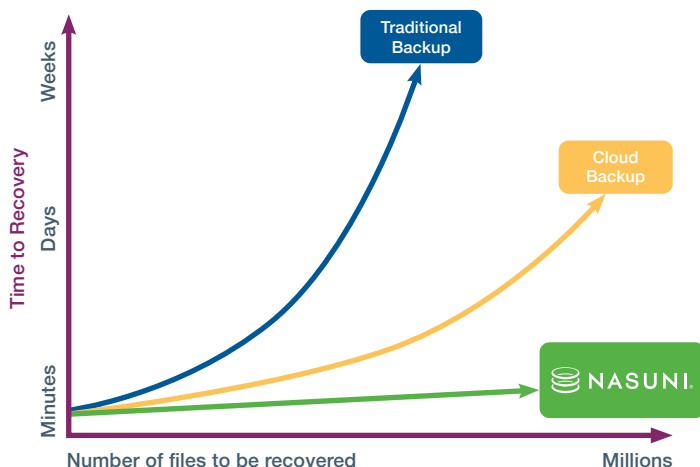 Traditional
Backup
Weeks
Cloud
Backup
Time to Recovery
Days
Minutes
NASUNI®
Number of files to be recovered
Millions